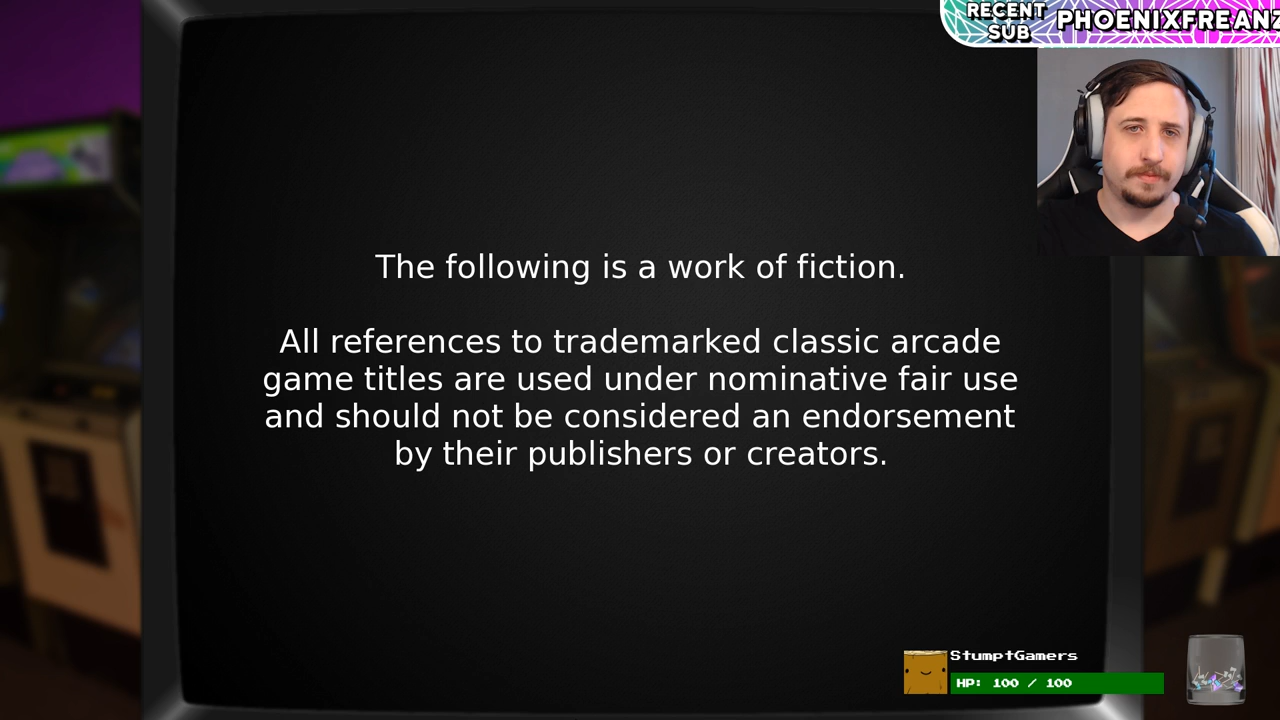 RECENT
SUB
PHOENIXFREANZ
The following is a work of fiction.
All references to trademarked classic arcade
game titles are used under nominative fair use
and should not be considered an endorsement
by their publishers or creators.
StumptGamers
HP: 100 / 100